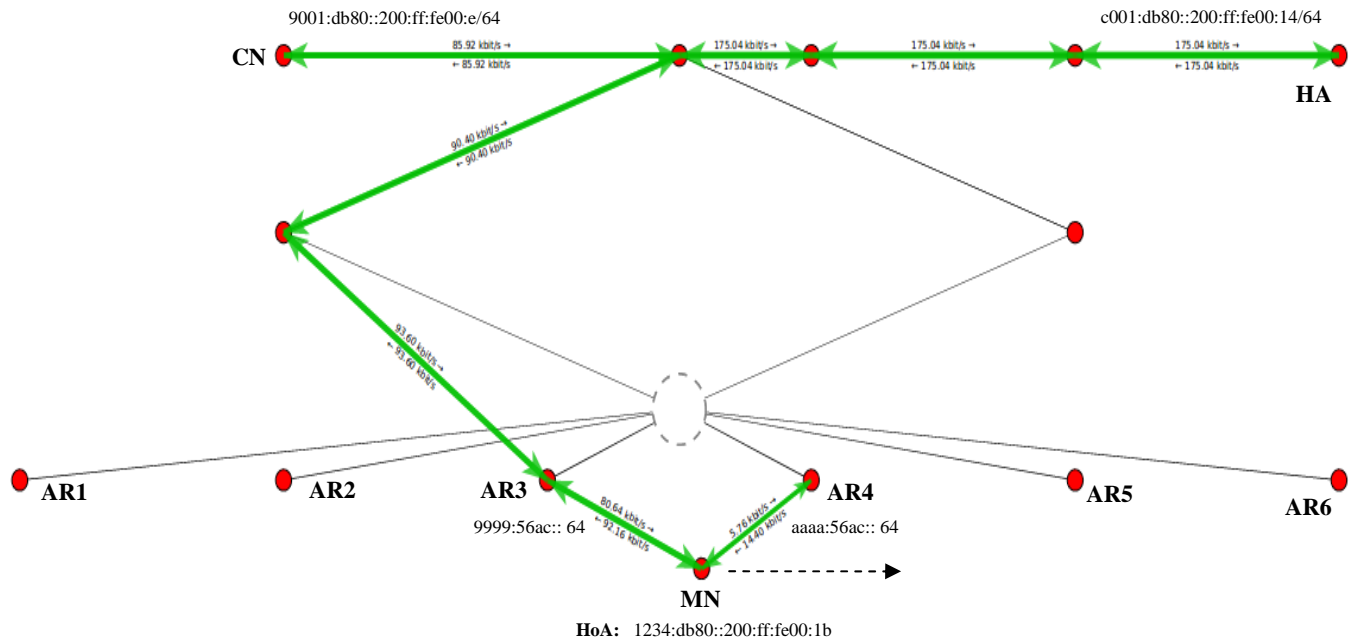 9001:db80::200:ff:fe00:e/64
c001:db80::200:ff:fe00:14/64
CN
85.92 kbit/s →
← 85.92 kbit/s
175.04 kbit/s →
← 175.04 kbit/s
175.04 kbit/s →
← 175.04 kbit/s
175.04 kbit/s →
← 175.04 kbit/s
HA
90.40 kbit/s →
← 90.40 kbit/s
93.60 kbit/s →
← 93.60 kbit/s
AR1
AR2
AR3
AR4
AR5
AR6
9999:56ac:: 64
80.64 kbit/s →
← 92.16 kbit/s
5.76 kbit/s →
← 14.40 kbit/s
aaaa:56ac:: 64
MN
HoA: 1234:db80::200:ff:fe00:1b